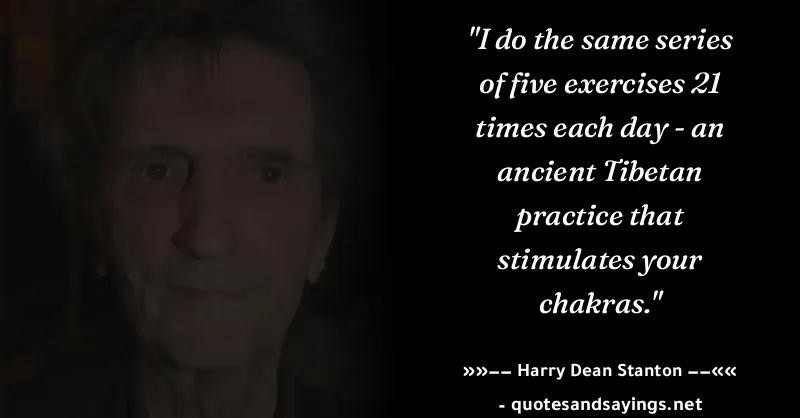 "I do the same series
of five exercises 21
times each day - an
ancient Tibetan
practice that
stimulates your
chakras."
»»–– Harry Dean Stanton ––««
- quotesandsayings.net